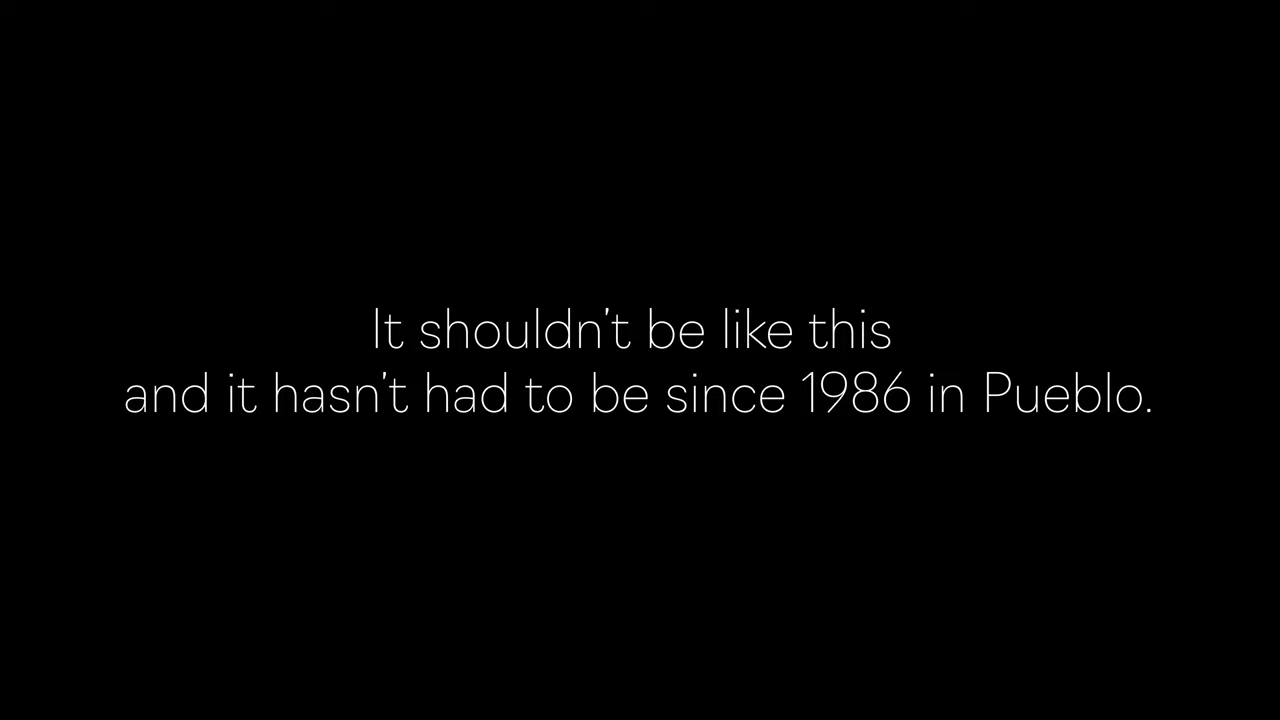 It shouldn't be like this
and it hasn't had to be since 1986 in Pueblo.